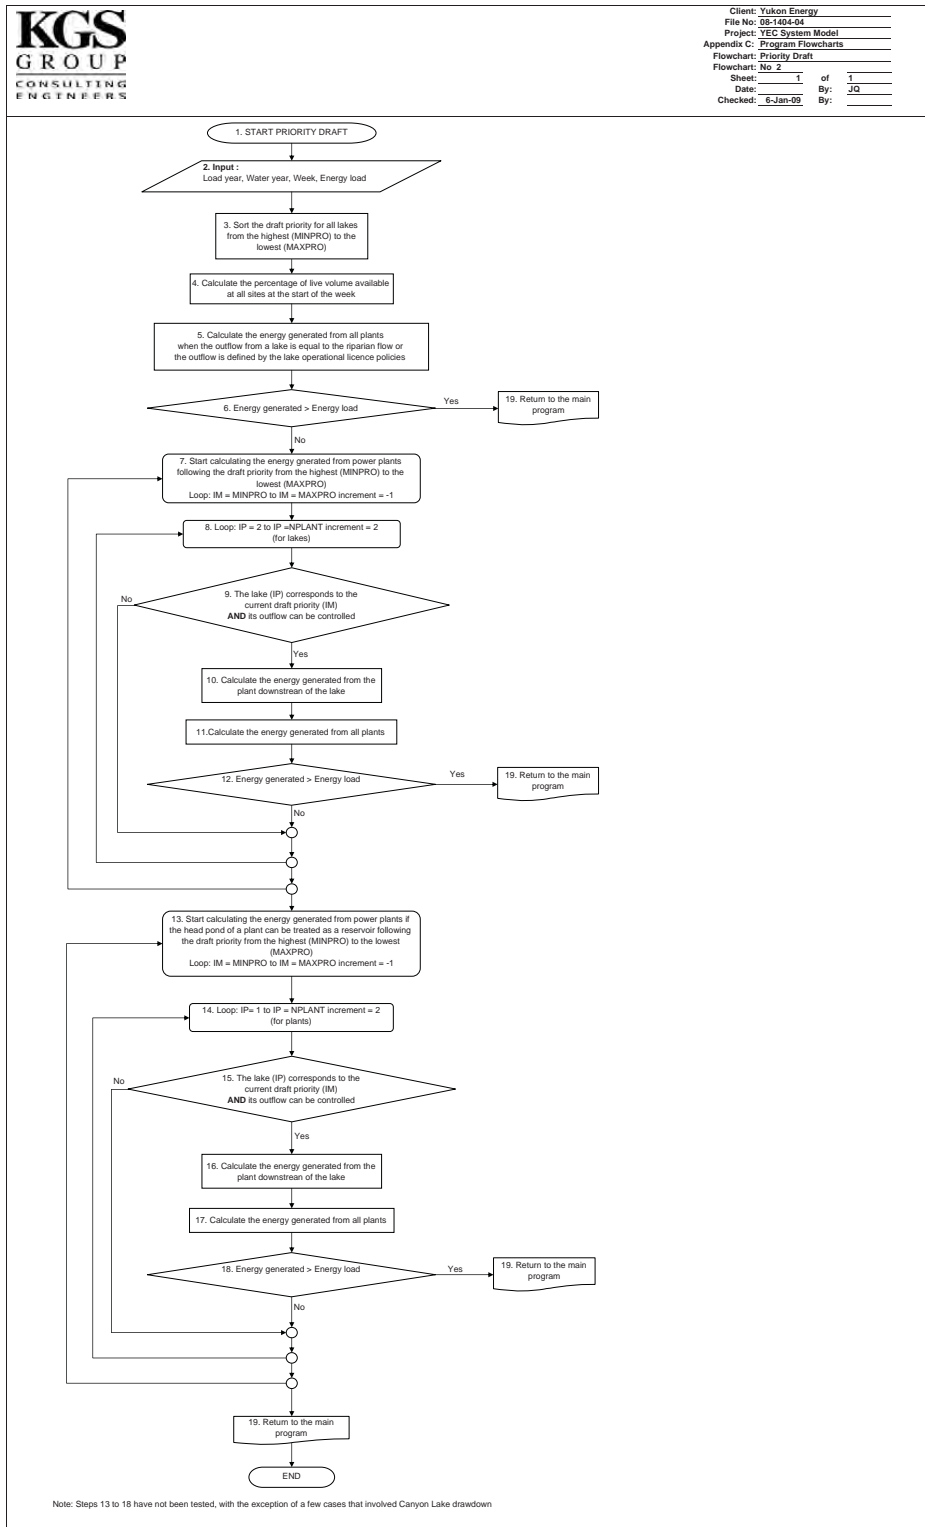 KGS
GROUP
CONSULTING
ENGINEERS
Client: Yukon Energy
File No: 08-1404-04
Project: YEC System Model
Appendix C: Program Flowcharts
Flowchart: Priority Draft
Flowchart: No 2
Sheet: 1 of 1
Date: By: JQ
Checked: 6-Jan-09 By:
1. START PRIORITY DRAFT
2. Input :
Load year, Water year, Week, Energy load
3. Sort the draft priority for all lakes
from the highest (MINPRO) to the
lowest (MAXPRO)
4. Calculate the percentage of live volume available
at all sites at the start of the week
5. Calculate the energy generated from all plants
when the outflow from a lake is equal to the riparian flow or
the outflow is defined by the lake operational licence policies
6. Energy generated > Energy load
Yes
19. Return to the main
program
No
7. Start calculating the energy gnerated from power plants
following the draft priority from the highest (MINPRO) to the
lowest (MAXPRO)
Loop: IM = MINPRO to IM = MAXPRO increment = -1
8. Loop: IP = 2 to IP =NPLANT increment = 2
(for lakes)
No
9. The lake (IP) corresponds to the
current draft priority (IM)
AND its outflow can be controlled
Yes
10. Calculate the energy generated from the
plant downstrean of the lake
11.Calculate the energy generated from all plants
12. Energy generated > Energy load
Yes
19. Return to the main
program
No
13. Start calculating the energy generated from power plants if
the head pond of a plant can be treated as a reservoir following
the draft priority from the highest (MINPRO) to the lowest
(MAXPRO)
Loop: IM = MINPRO to IM = MAXPRO increment = -1
14. Loop: IP= 1 to IP = NPLANT increment = 2
(for plants)
No
15. The lake (IP) corresponds to the
current draft priority (IM)
AND its outflow can be controlled
Yes
16. Calculate the energy generated from the
plant downstrean of the lake
17. Calculate the energy generated from all plants
18. Energy generated > Energy load
Yes
19. Return to the main
program
No
19. Return to the main
program
END
Note: Steps 13 to 18 have not been tested, with the exception of a few cases that involved Canyon Lake drawdown